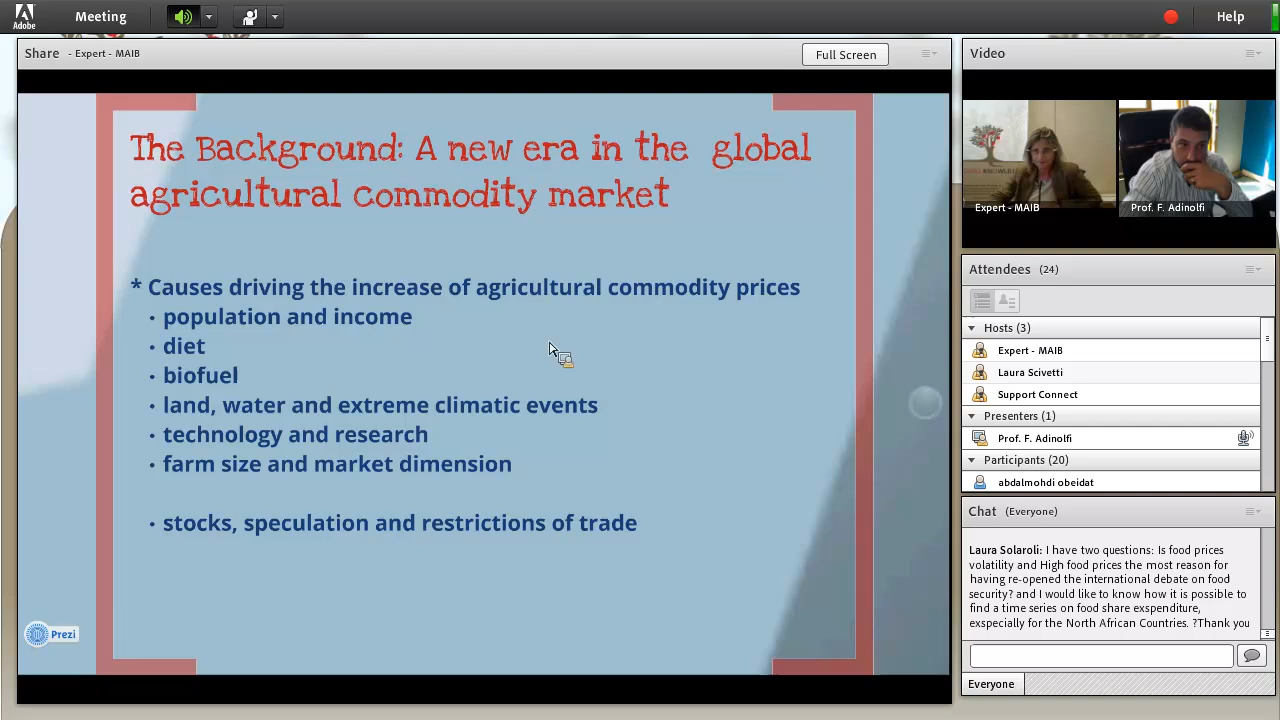 Adobe
Meeting
Help
Share - Expert - MAIB
Full Screen
The Background: A new era in the global
agricultural commodity market
* Causes driving the increase of agricultural commodity prices
· population and income
· diet
· biofuel
· land, water and extreme climatic events
· technology and research
· farm size and market dimension
· stocks, speculation and restrictions of trade
Prezi
Video
Expert - MAIB
Prof. F. Adinolfi
Attendees (24)
Hosts (3)
Expert - MAIB
Laura Scivetti
Support Connect
Presenters (1)
Prof. F. Adinolfi
Participants (20)
abdalmohdi obeidat
Chat (Everyone)
Laura Solaroli: I have two questions: Is food prices
volatility and High food prices the most reason for
having re-opened the international debate on food
security? and I would like to know how it is possible to
find a time series on food share exspenditure,
exspecially for the North African Countries. ?Thank you
Everyone